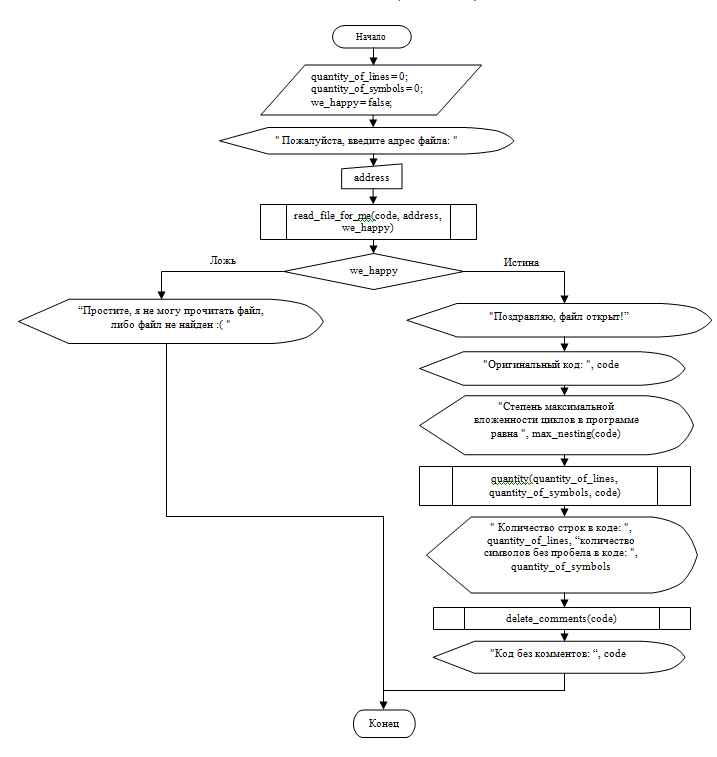 Начало
quantity_of_lines=0;
quantity_of_symbols=0;
we_happy=false;
" Пожалуйста, введите адрес файла: "
address
read_file_for_me(code, address,
we_happy)
we_happy
Ложь
Истина
“Простите, я не могу прочитать файл,
либо файл не найден :( "
"Поздравляю, файл открыт!”
"Оригинальный код: ", code
"Степень максимальной
вложенности циклов в программе
равна ", max_nesting(code)
quantity(quantity_of_lines,
quantity_of_symbols, code)
" Количество строк в коде: ",
quantity_of_lines, “количество
символов без пробела в коде: ",
quantity_of_symbols
delete_comments(code)
"Код без комментов: “, code
Конец